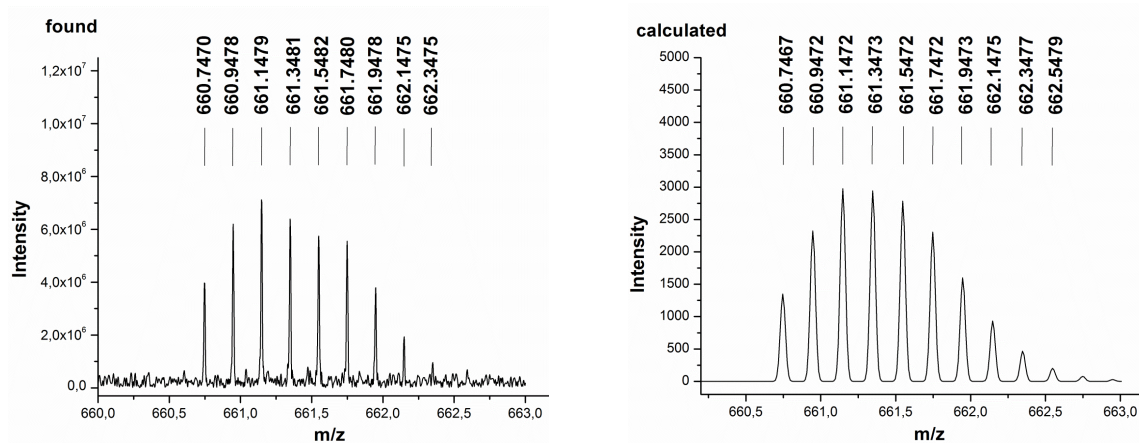 found
660.7470
660.9478
661.1479
661.3481
661.5482
661.7480
661.9478
662.1475
662.3475
1,2x10⁷
1,0x10⁷
8,0x10⁶
6,0x10⁶
4,0x10⁶
2,0x10⁶
0,0
Intensity
660,0 660,5 661,0 661,5 662,0 662,5 663,0
m/z
calculated
660.7467
660.9472
661.1472
661.3473
661.5472
661.7472
661.9473
662.1475
662.3477
662.5479
5000
4500
4000
3500
3000
2500
2000
1500
1000
500
0
Intensity
660,5 661,0 661,5 662,0 662,5 663,0
m/z